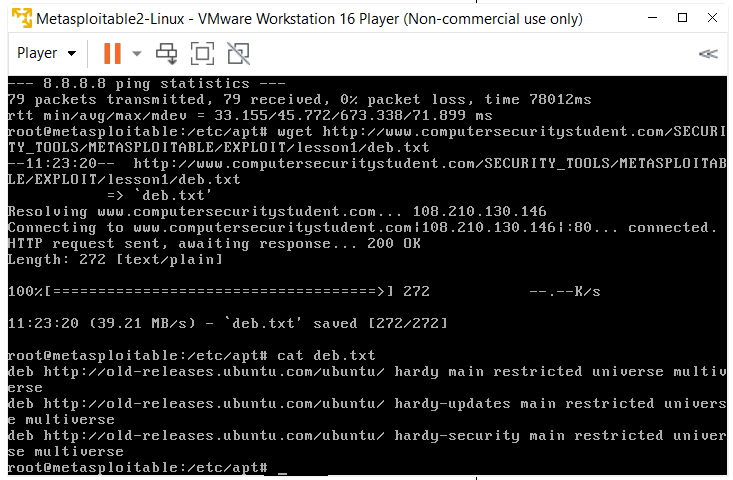 Metasploitable2-Linux - VMware Workstation 16 Player (Non-commercial use only)
Player
--- 8.8.8.8 ping statistics ---
79 packets transmitted, 79 received, 0% packet loss, time 78012ms
rtt min/avg/max/mdev = 33.155/45.772/673.338/71.899 ms
root@metasploitable:/etc/apt# wget http://www.computersecuritystudent.com/SECURI
TY_TOOLS/METASPLOITABLE/EXPLOIT/lesson1/deb.txt
--11:23:20--  http://www.computersecuritystudent.com/SECURITY_TOOLS/METASPLOITAB
LE/EXPLOIT/lesson1/deb.txt
           => `deb.txt'
Resolving www.computersecuritystudent.com... 108.210.130.146
Connecting to www.computersecuritystudent.com|108.210.130.146|:80... connected.
HTTP request sent, awaiting response... 200 OK
Length: 272 [text/plain]
100%[====================================>] 272           --.--K/s
11:23:20 (39.21 MB/s) - `deb.txt' saved [272/272]
root@metasploitable:/etc/apt# cat deb.txt
deb http://old-releases.ubuntu.com/ubuntu/ hardy main restricted universe multiv
erse
deb http://old-releases.ubuntu.com/ubuntu/ hardy-updates main restricted univers
e multiverse
deb http://old-releases.ubuntu.com/ubuntu/ hardy-security main restricted univer
se multiverse
root@metasploitable:/etc/apt# _